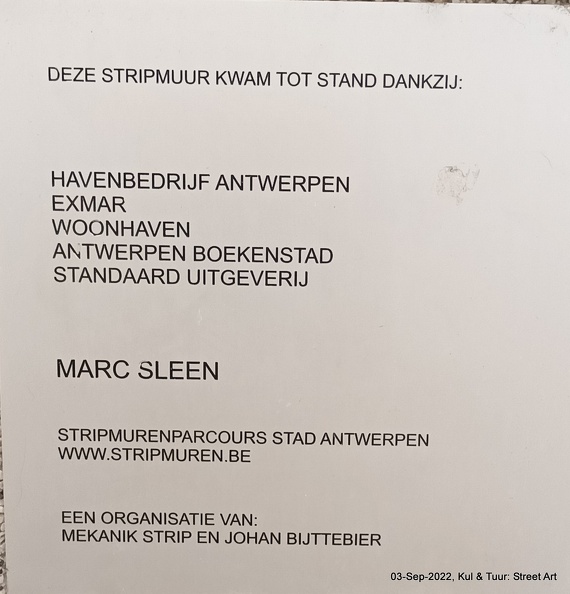 DEZE STRIPMUUR KWAM TOT STAND DANKZIJ:
HAVENBEDRIJF ANTWERPEN
EXMAR
WOONHAVEN
ANTWERPEN BOEKENSTAD
STANDAARD UITGEVERIJ
MARC SLEEN
STRIPMURENPARCOURS STAD ANTWERPEN
WWW.STRIPMUREN.BE
EEN ORGANISATIE VAN:
MEKANIK STRIP EN JOHAN BIJTTEBIER
03-Sep-2022, Kul & Tuur: Street Art